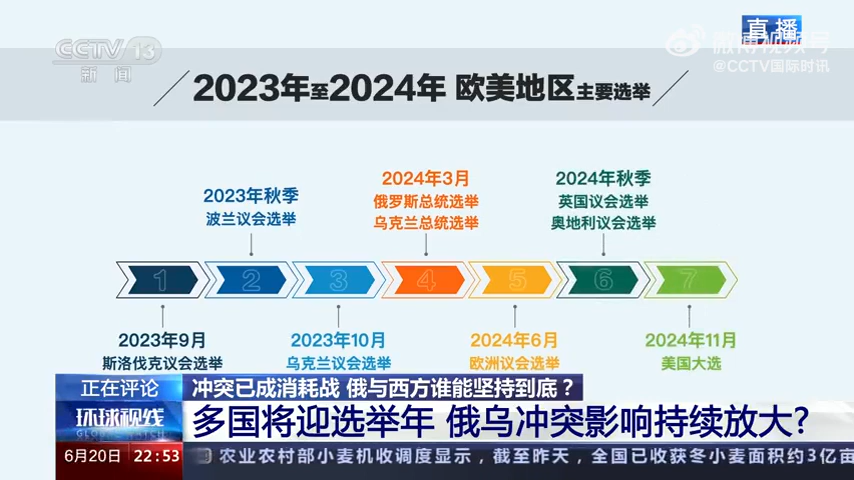 CCTV 13
新闻
直播
微博视频号
@CCTV国际时讯
2023年至2024年 欧美地区主要选举
2023年秋季
波兰议会选举
2024年3月
俄罗斯总统选举
乌克兰总统选举
2024年秋季
英国议会选举
奥地利议会选举
1 2 3 4 5 6 7
2023年9月
斯洛伐克议会选举
2023年10月
乌克兰议会选举
2024年6月
欧洲议会选举
2024年11月
美国大选
正在评论
冲突已成消耗战 俄与西方谁能坚持到底？
环球视线
多国将迎选举年 俄乌冲突影响持续放大?
6月20日 22:53
农业农村部小麦机收调度显示，截至昨天，全国已收获冬小麦面积约3亿亩